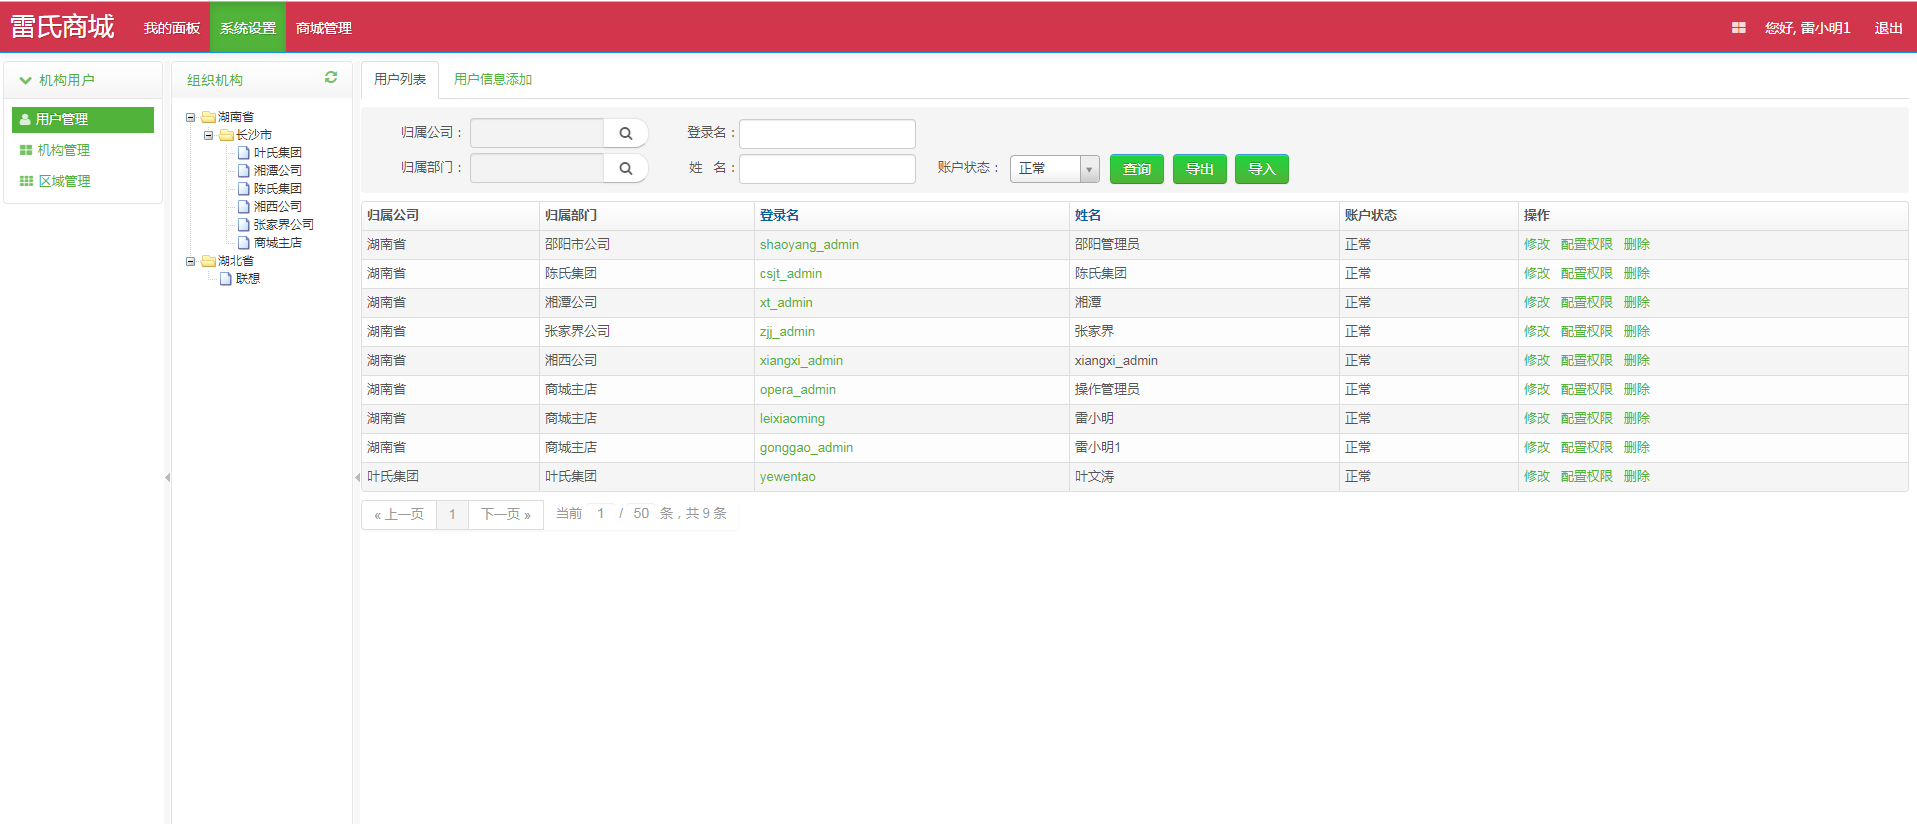 雷氏商城 我的面板 系统设置 商城管理 您好, 雷小明1 退出
机构用户
用户管理
机构管理
区域管理
组织机构
湖南省
长沙市
叶氏集团
湘潭公司
陈氏集团
湘西公司
张家界公司
商城主店
湖北省
联想
用户列表 用户信息添加
归属公司： 登录名：
归属部门： 姓 名： 账户状态： 正常 查询 导出 导入
归属公司 归属部门 登录名 姓名 账户状态 操作
湖南省 邵阳市公司 shaoyang_admin 邵阳管理员 正常 修改 配置权限 删除
湖南省 陈氏集团 csjt_admin 陈氏集团 正常 修改 配置权限 删除
湖南省 湘潭公司 xt_admin 湘潭 正常 修改 配置权限 删除
湖南省 张家界公司 zjj_admin 张家界 正常 修改 配置权限 删除
湖南省 湘西公司 xiangxi_admin xiangxi_admin 正常 修改 配置权限 删除
湖南省 商城主店 opera_admin 操作管理员 正常 修改 配置权限 删除
湖南省 商城主店 leixiaoming 雷小明 正常 修改 配置权限 删除
湖南省 商城主店 gonggao_admin 雷小明1 正常 修改 配置权限 删除
叶氏集团 叶氏集团 yewentao 叶文涛 正常 修改 配置权限 删除
« 上一页 1 下一页 » 当前 1 / 50 条，共 9 条